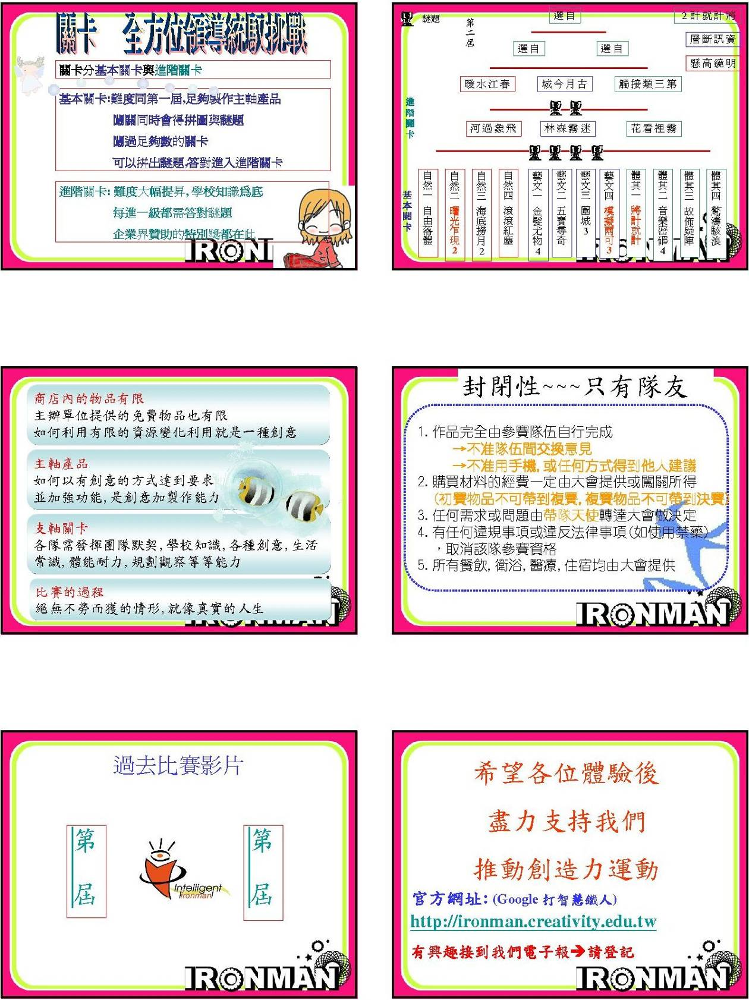 關卡　全方位領導統馭挑戰
關卡分基本關卡與進階關卡
基本關卡:難度同第一屆,足夠製作主軸產品
闖關同時會得拼圖與謎題
闖過足夠數的關卡
可以拼出謎題,答對進入進階關卡
進階關卡: 難度大幅提昇, 學校知識為底
每進一級都需答對謎題
企業界贊助的特別獎都在此
IRON
謎題
第二屆
選自
2計就計將
層斷訊資
懸高鏡明
選自
選自
暖水江春
城今月古
觸接類三第
進階關卡
河過象飛
林森霧迷
花看裡霧
基本關卡
自然一 自由落體
自然二 曙光乍現2
自然三 海底撈月2
自然四 滾滾紅塵
藝文一 金髮尤物4
藝文二 五寶尋奇
藝文三 圍城3
藝文四 模擬兩可3
體其一 將計就計
體其二 音樂密碼4
體其三 故佈疑陣
體其四 驚濤駭浪
商店內的物品有限
主辦單位提供的免費物品也有限
如何利用有限的資源變化利用就是一種創意
主軸產品
如何以有創意的方式達到要求
並加強功能, 是創意加製作能力
支軸關卡
各隊需發揮團隊默契, 學校知識, 各種創意, 生活
常識, 體能耐力, 規劃觀察等等能力
比賽的過程
絕無不勞而獲的情形, 就像真實的人生
IRONMAN
封閉性~~~只有隊友
1. 作品完全由參賽隊伍自行完成
→不准隊伍間交換意見
→不准用手機, 或任何方式得到他人建議
2. 購買材料的經費一定由大會提供或闖關所得
(初賽物品不可帶到複賽, 複賽物品不可帶到決賽)
3. 任何需求或問題由帶隊天使轉達大會做決定
4. 有任何違規事項或違反法律事項(如使用禁藥)
，取消該隊參賽資格
5. 所有餐飲, 衛浴, 醫療, 住宿均由大會提供
IRONMAN
過去比賽影片
第
屆
Intelligent
ironman
第
屆
IRONMAN
希望各位體驗後
盡力支持我們
推動創造力運動
官方網址: (Google 打智慧鐵人)
http://ironman.creativity.edu.tw
有興趣接到我們電子報➔請登記
IRONMAN